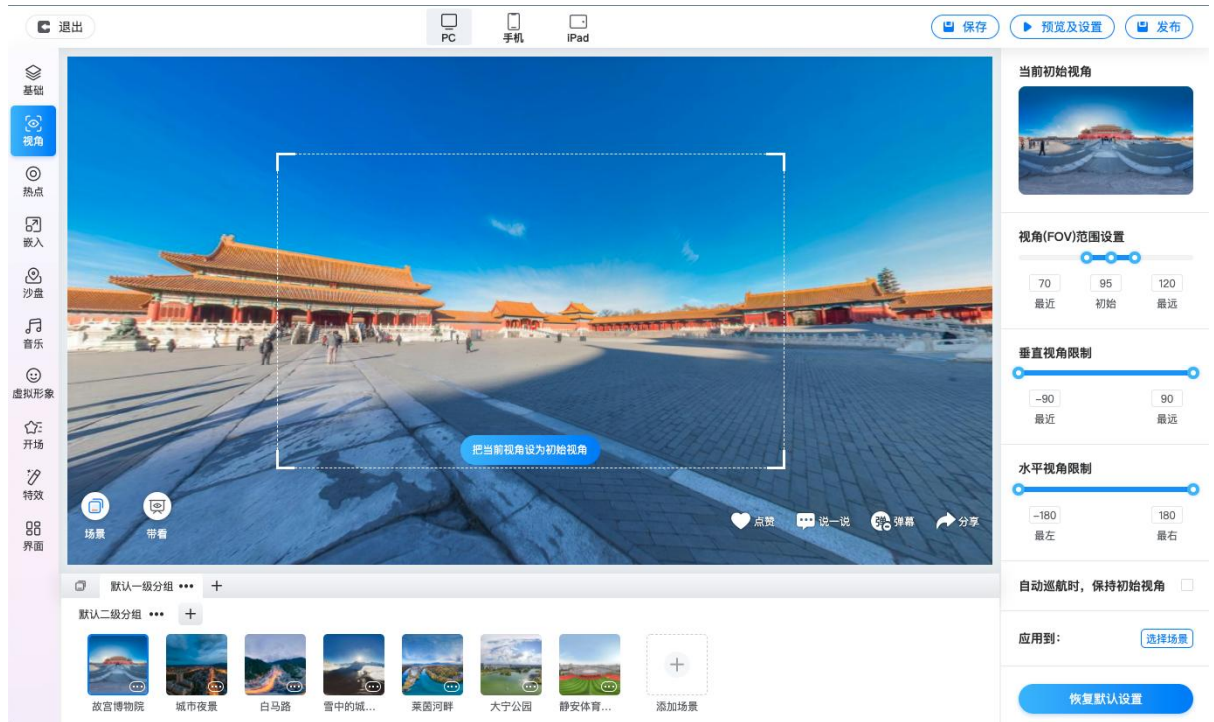 退出
PC
手机
iPad
保存
预览及设置
发布
基础
视角
热点
嵌入
沙盘
音乐
虚拟形象
开场
特效
界面
把当前视角设为初始视角
场景
带看
点赞
说一说
弹 弹幕
分享
默认一级分组 ••• +
默认二级分组 ••• +
故宫博物院
城市夜景
白马路
雪中的城...
莱茵河畔
大宁公园
静安体育...
添加场景
当前初始视角
视角(FOV)范围设置
70 95 120
最近 初始 最远
垂直视角限制
-90 90
最近 最远
水平视角限制
-180 180
最左 最右
自动巡航时，保持初始视角
应用到： 选择场景
恢复默认设置